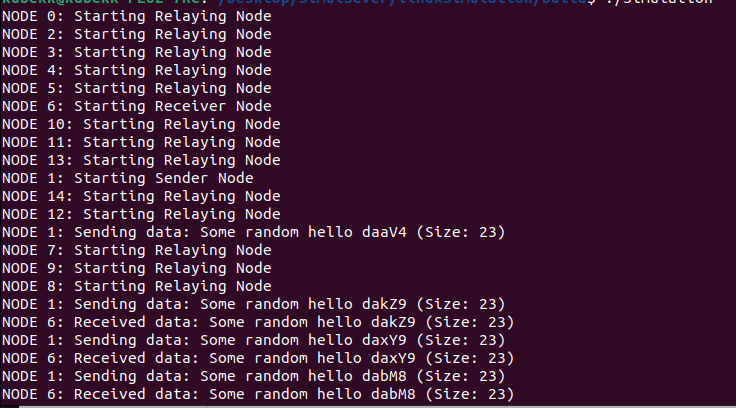 NODE 0: Starting Relaying Node
NODE 2: Starting Relaying Node
NODE 3: Starting Relaying Node
NODE 4: Starting Relaying Node
NODE 5: Starting Relaying Node
NODE 6: Starting Receiver Node
NODE 10: Starting Relaying Node
NODE 11: Starting Relaying Node
NODE 13: Starting Relaying Node
NODE 1: Starting Sender Node
NODE 14: Starting Relaying Node
NODE 12: Starting Relaying Node
NODE 1: Sending data: Some random hello daaV4 (Size: 23)
NODE 7: Starting Relaying Node
NODE 9: Starting Relaying Node
NODE 8: Starting Relaying Node
NODE 1: Sending data: Some random hello dakZ9 (Size: 23)
NODE 6: Received data: Some random hello dakZ9 (Size: 23)
NODE 1: Sending data: Some random hello daxY9 (Size: 23)
NODE 6: Received data: Some random hello daxY9 (Size: 23)
NODE 1: Sending data: Some random hello dabM8 (Size: 23)
NODE 6: Received data: Some random hello dabM8 (Size: 23)